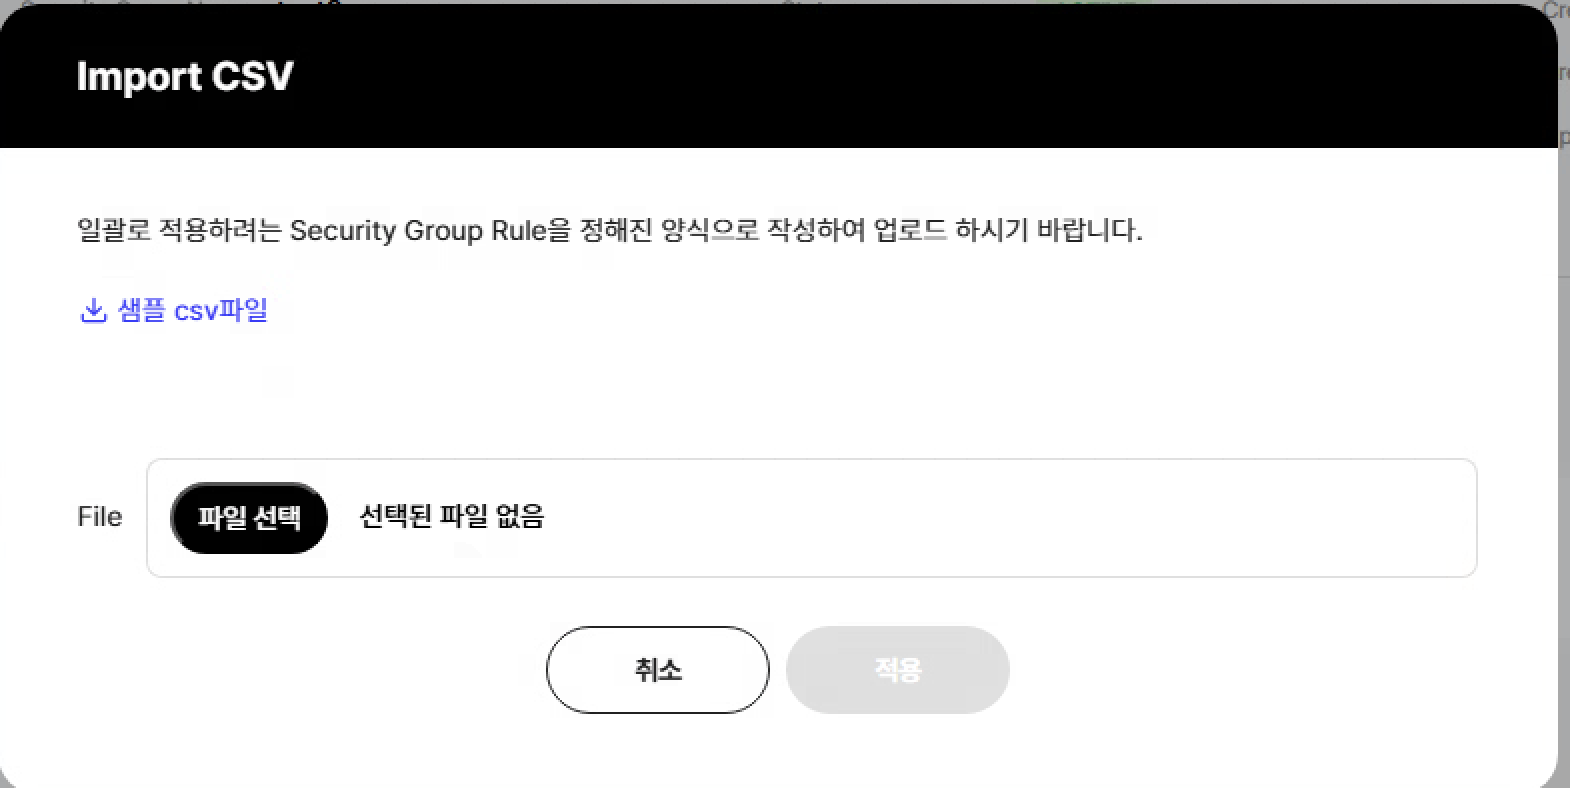 Import CSV
일괄로 적용하려는 Security Group Rule을 정해진 양식으로 작성하여 업로드 하시기 바랍니다.
샘플 csv파일
File
파일 선택
선택된 파일 없음
취소
적용